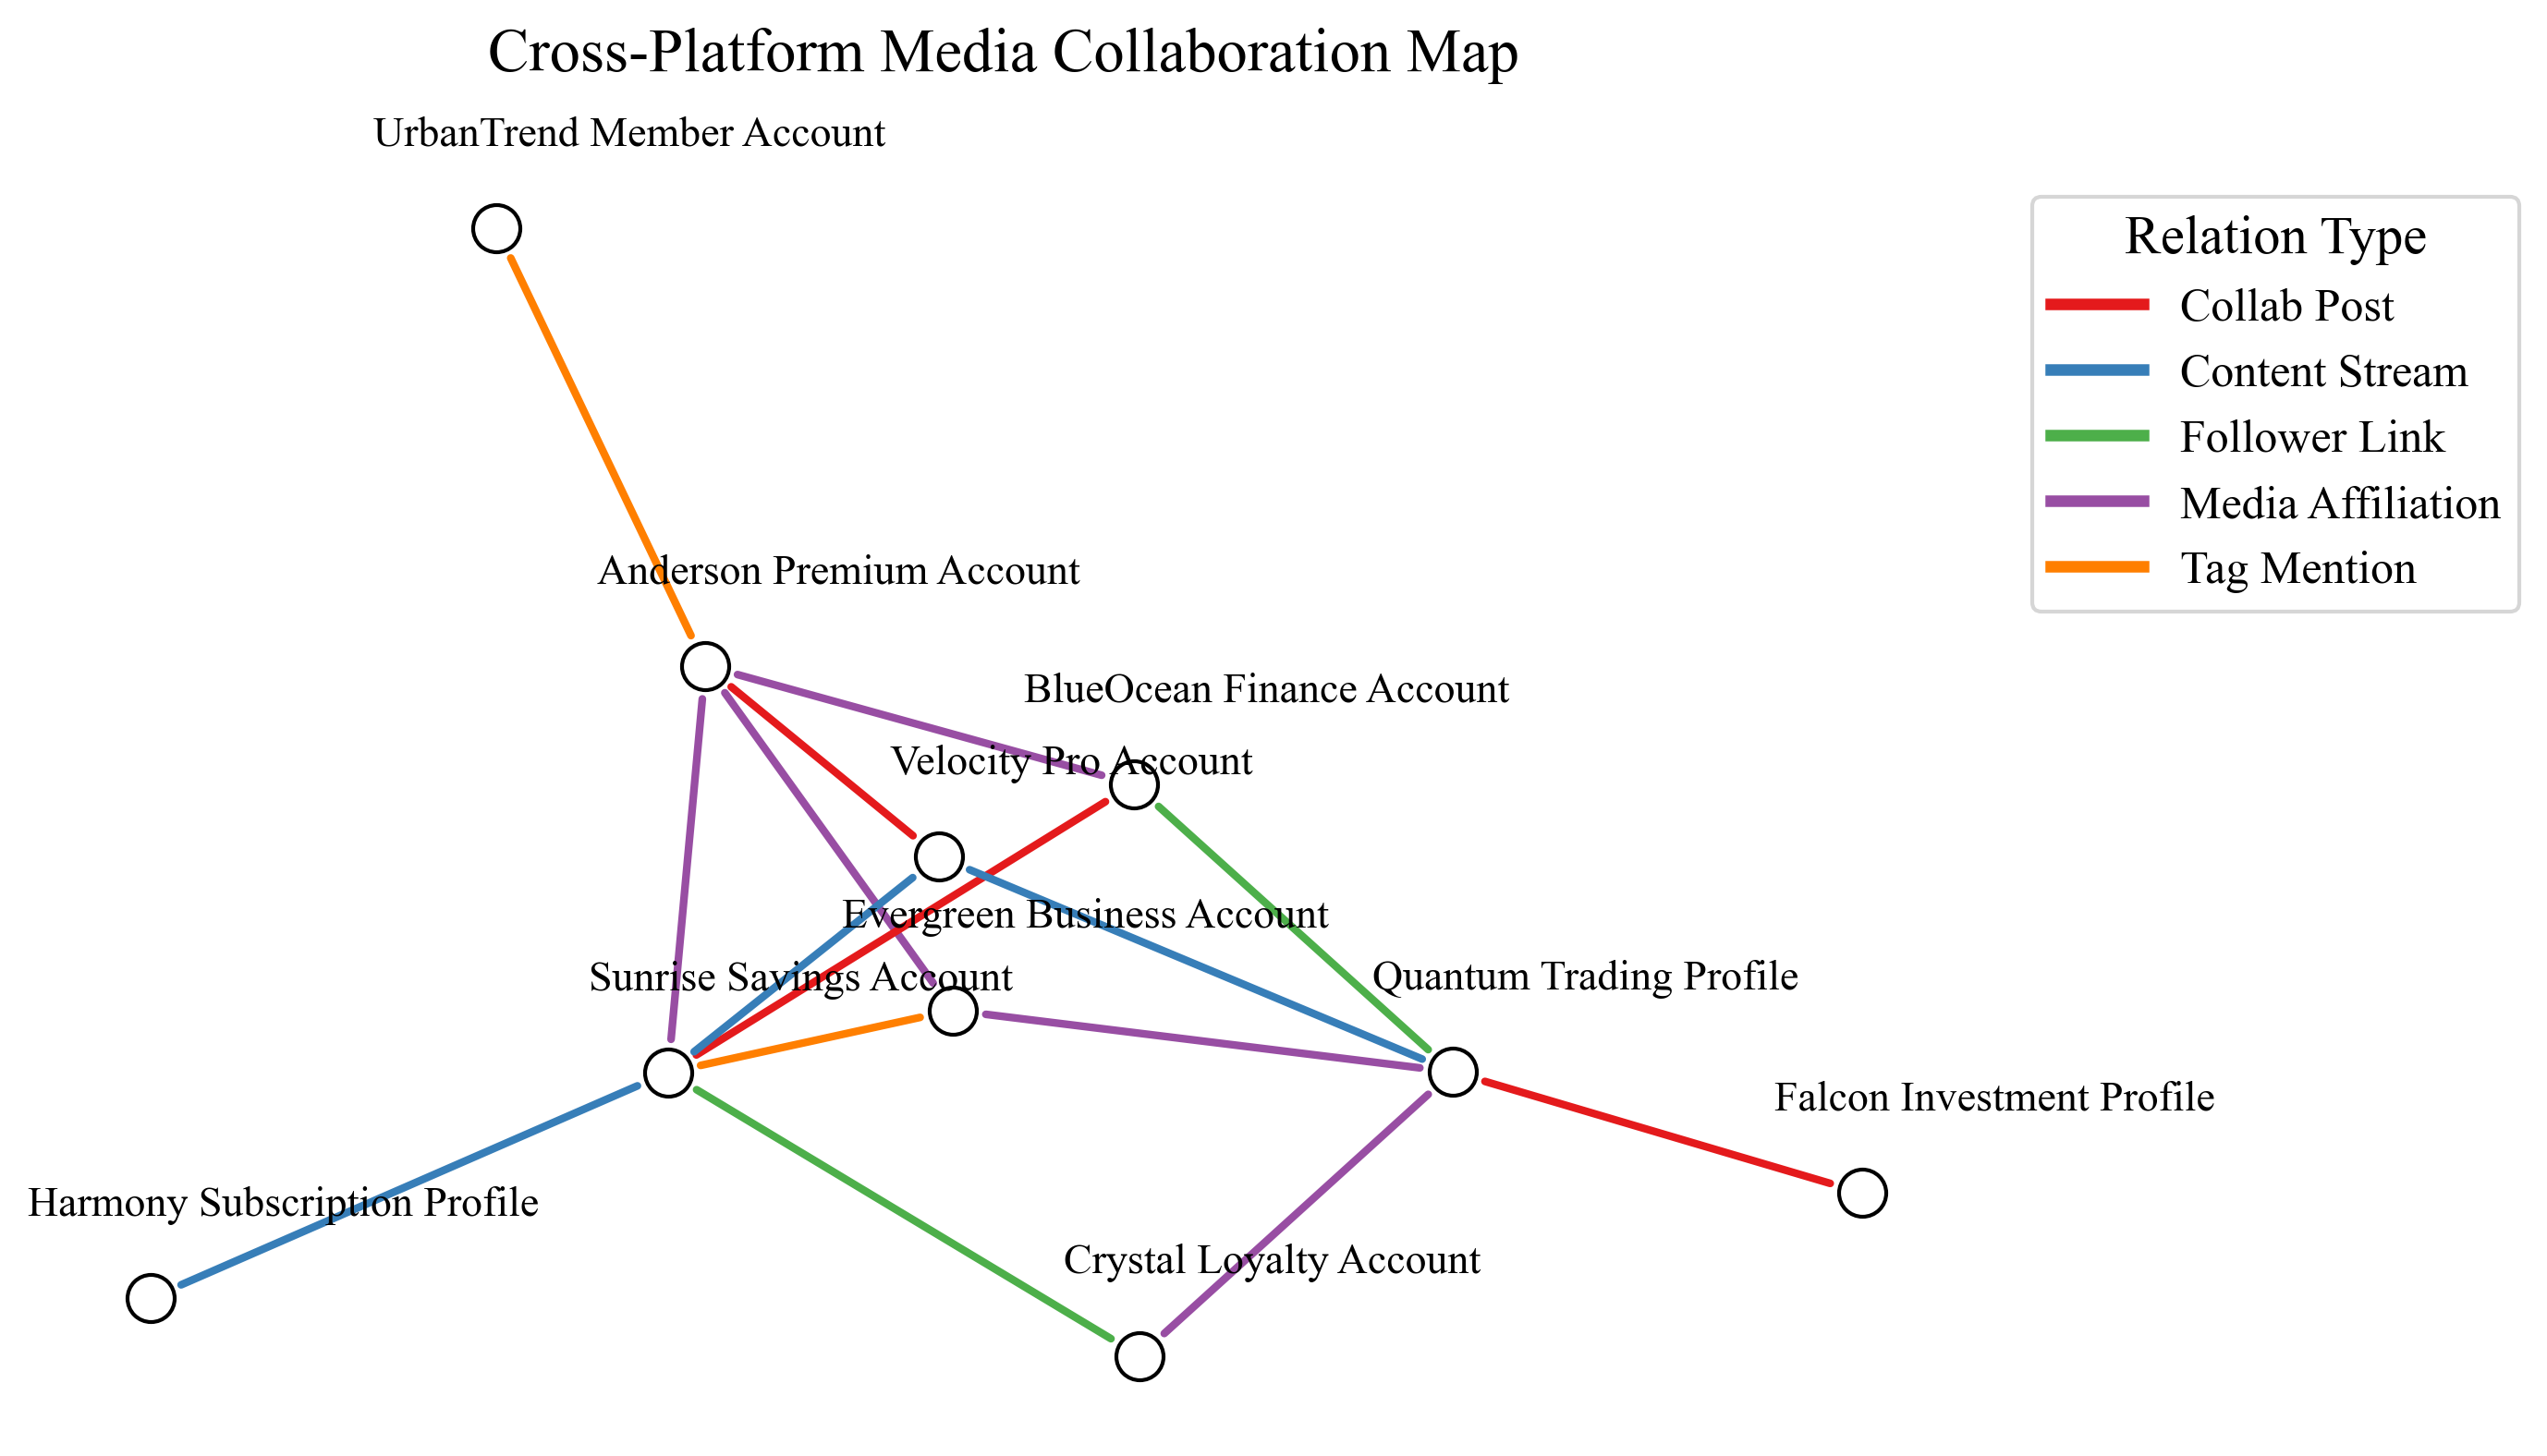 Cross-Platform Media Collaboration Map
UrbanTrend Member Account
Relation Type
Collab Post
Content Stream
Follower Link
Media Affiliation
Tag Mention
Anderson Premium Account
BlueOcean Finance Account
Velocity Pro Account
Evergreen Business Account
Sunrise Savings Account
Quantum Trading Profile
Falcon Investment Profile
Harmony Subscription Profile
Crystal Loyalty Account